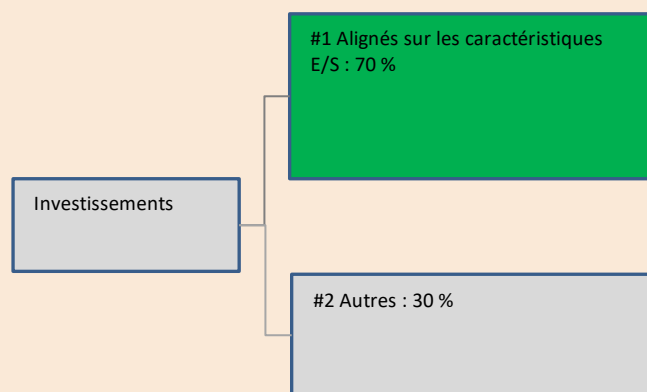 #1 Alignés sur les caractéristiques
E/S : 70 %
Investissements
#2 Autres : 30 %